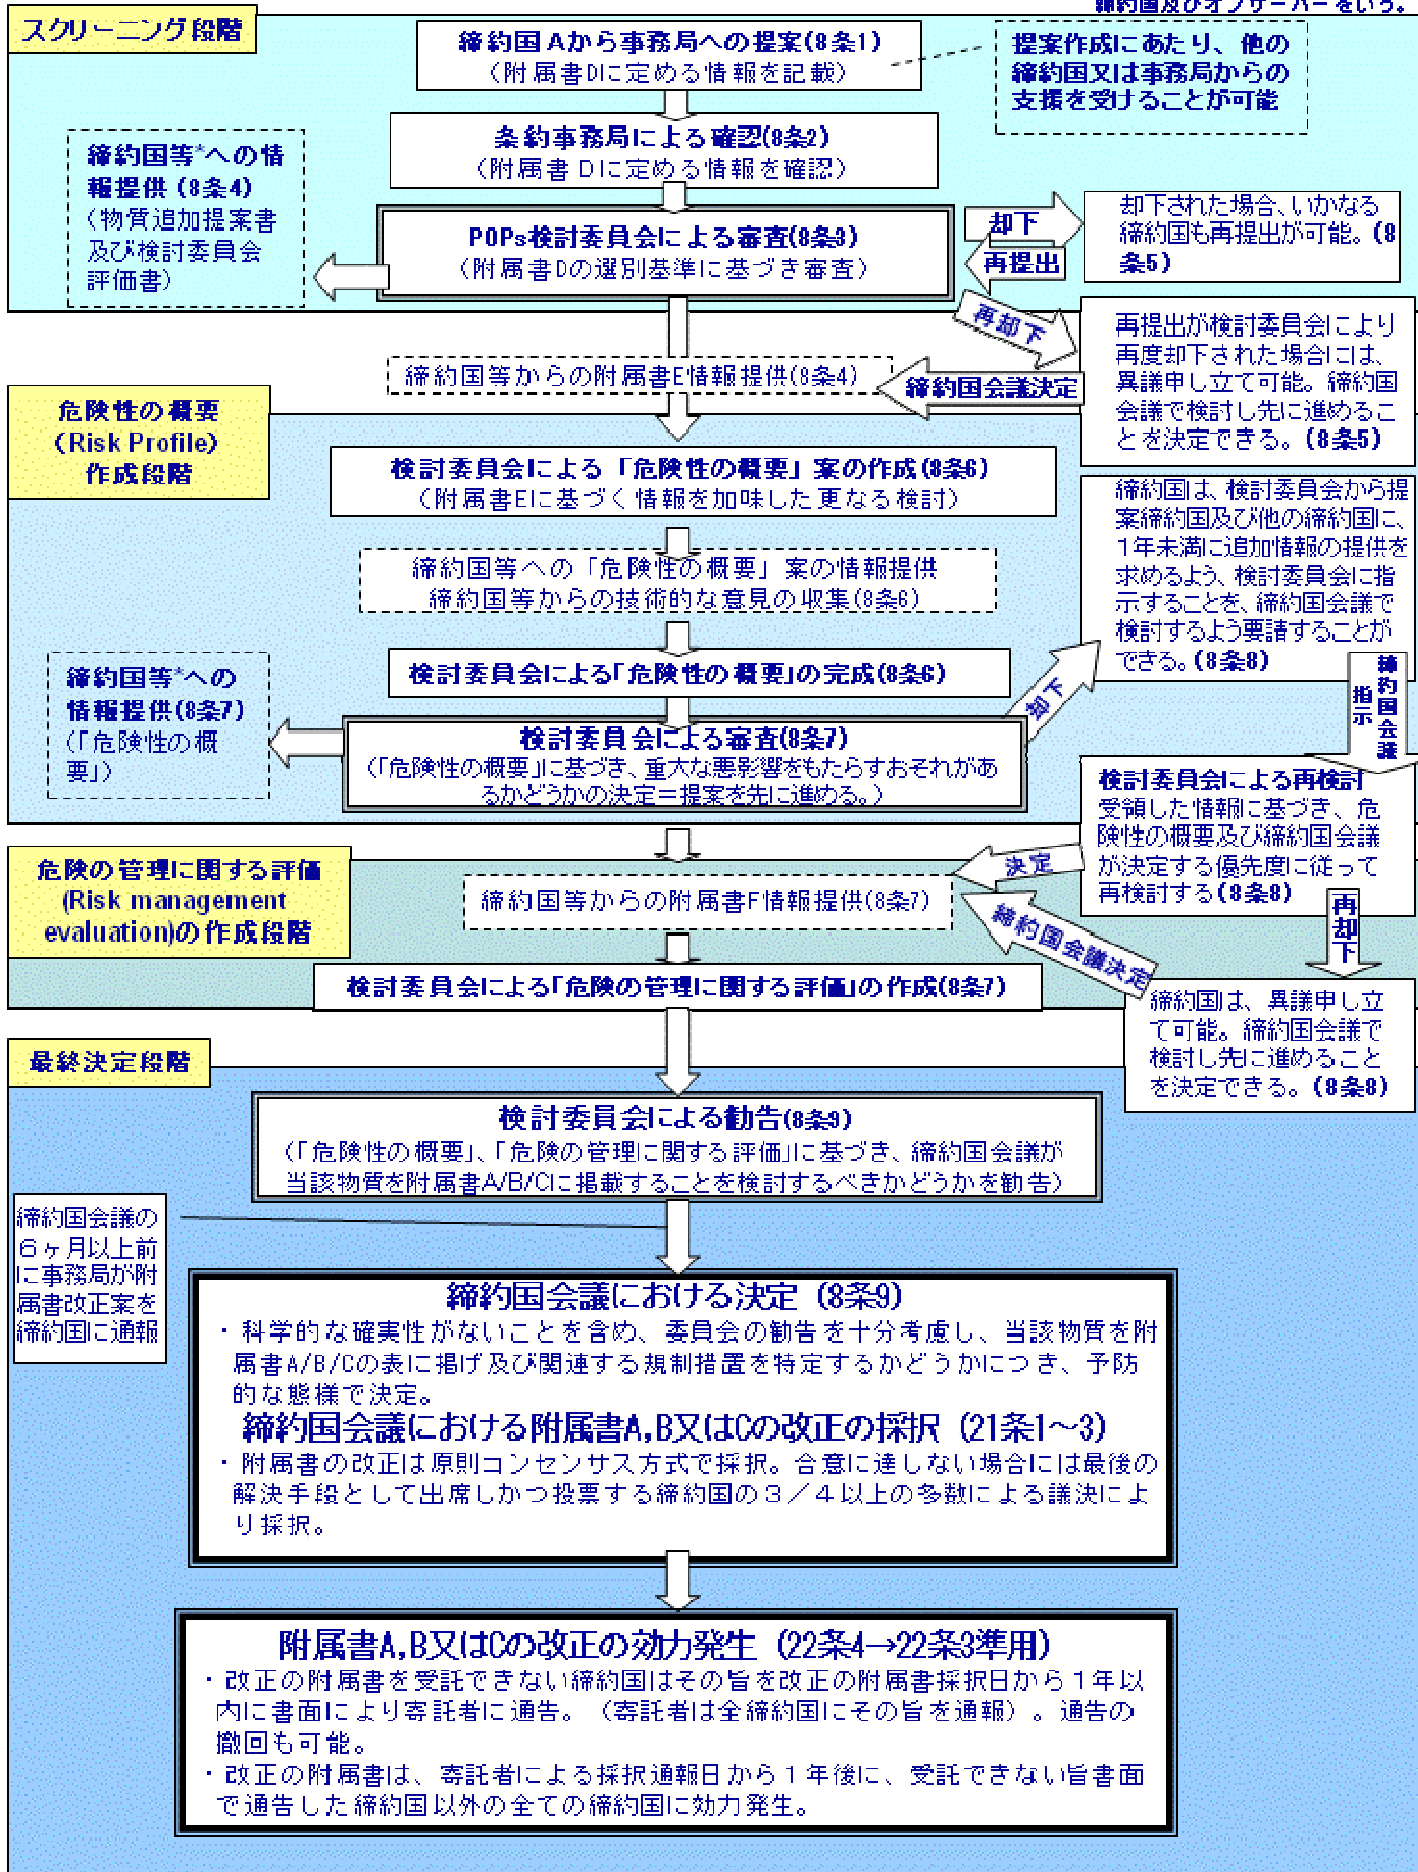 締約国及びオブザーバーをいう。
スクリーニング段階
締約国Aから事務局への提案(8条1)
(附属書Dに定める情報を記載)
提案作成にあたり、他の
締約国又は事務局からの
支援を受けることが可能
条約事務局による確認(8条2)
(附属書Dに定める情報を確認)
締約国等*への情
報提供(8条4)
(物質追加提案書
及び検討委員会
評価書)
POPs検討委員会による審査(8条3)
(附属書Dの選別基準に基づき審査)
却下
再提出
却下された場合、いかなる
締約国も再提出が可能。(8
条5)
再却下
再提出が検討委員会により
再度却下された場合には、
異議申し立て可能。締約国
会議で検討し先に進めるこ
とを決定できる。(8条5)
締約国等からの附属書E情報提供(8条4)
締約国会議決定
危険性の概要
(Risk Profile)
作成段階
検討委員会による「危険性の概要」案の作成(8条6)
(附属書Eに基づく情報を加味した更なる検討)
締約国等への「危険性の概要」案の情報提供
締約国等からの技術的な意見の収集(8条6)
締約国は、検討委員会から提
案締約国及び他の締約国に、
1年未満に追加情報の提供を
求めるよう、検討委員会に指
示することを、締約国会議で
検討するよう要請することが
できる。(8条8)
検討委員会による「危険性の概要」の完成(8条6)
締約国等*への
情報提供(8条7)
(「危険性の概
要」)
却下
締約国会議
指示
検討委員会による審査(8条7)
(「危険性の概要」に基づき、重大な悪影響をもたらすおそれがあ
るかどうかの決定=提案を先に進める。)
検討委員会による再検討
受領した情報に基づき、危
険性の概要及び締約国会議
が決定する優先度に従って
再検討する(8条8)
危険の管理に関する評価
(Risk management
evaluation)の作成段階
決定
締約国等からの附属書F情報提供(8条7)
締約国会議決定
再却下
検討委員会による「危険の管理に関する評価」の作成(8条7)
締約国は、異議申し立
て可能。締約国会議で
検討し先に進めること
を決定できる。(8条8)
最終決定段階
検討委員会による勧告(8条9)
(「危険性の概要」、「危険の管理に関する評価」に基づき、締約国会議が
当該物質を附属書A/B/Cに掲載することを検討するべきかどうかを勧告)
締約国会議の
6ヶ月以上前
に事務局が附
属書改正案を
締約国に通報
締約国会議における決定(8条9)
・科学的な確実性がないことを含め、委員会の勧告を十分考慮し、当該物質を附
属書A/B/Cの表に掲げ及び関連する規制措置を特定するかどうかにつき、予防
的な態様で決定。
締約国会議における附属書A,B又はCの改正の採択(21条1~3)
・附属書の改正は原則コンセンサス方式で採択。合意に達しない場合には最後の
解決手段として出席しかつ投票する締約国の3/4以上の多数による議決によ
り採択。
附属書A,B又はCの改正の効力発生(22条4→22条3準用)
・改正の附属書を受託できない締約国はその旨を改正の附属書採択日から1年以
内に書面により寄託者に通告。(寄託者は全締約国にその旨を通報)。通告の
撤回も可能。
・改正の附属書は、寄託者による採択通報日から1年後に、受託できない旨書面
で通告した締約国以外の全ての締約国に効力発生。